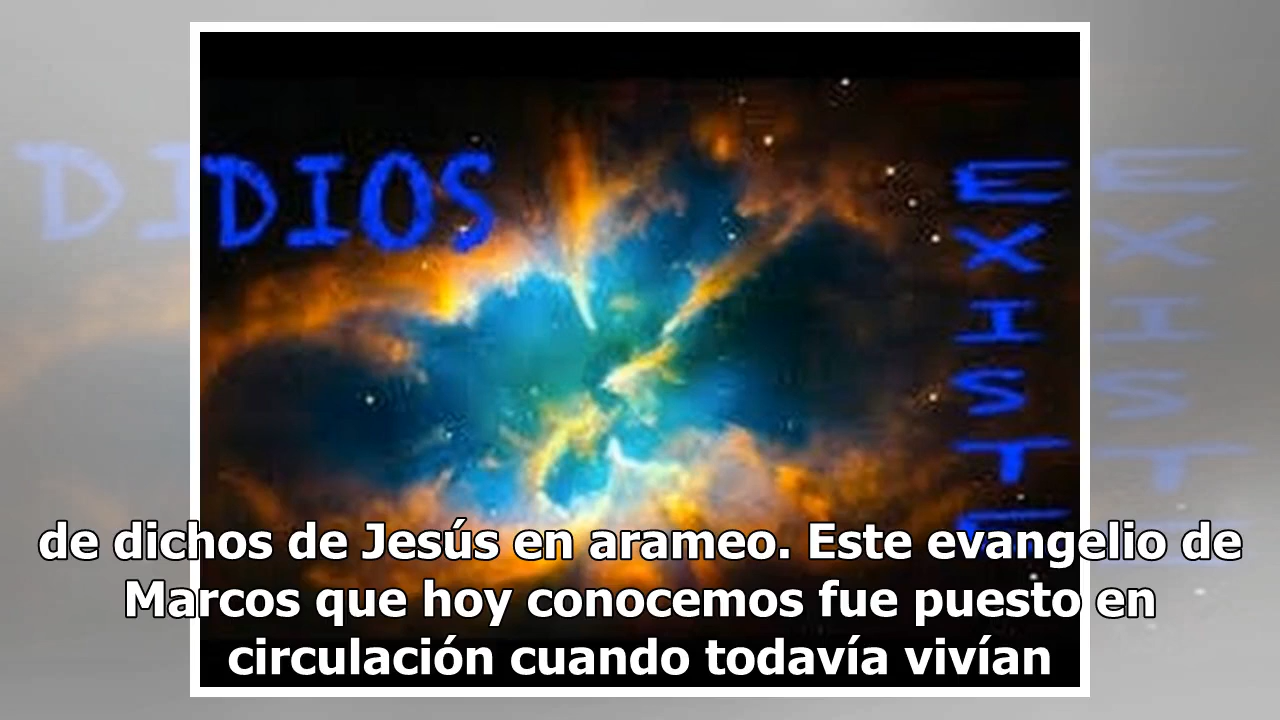 DIOS
EXISTE
de dichos de Jesús en arameo. Este evangelio de
Marcos que hoy conocemos fue puesto en
circulación cuando todavía vivían